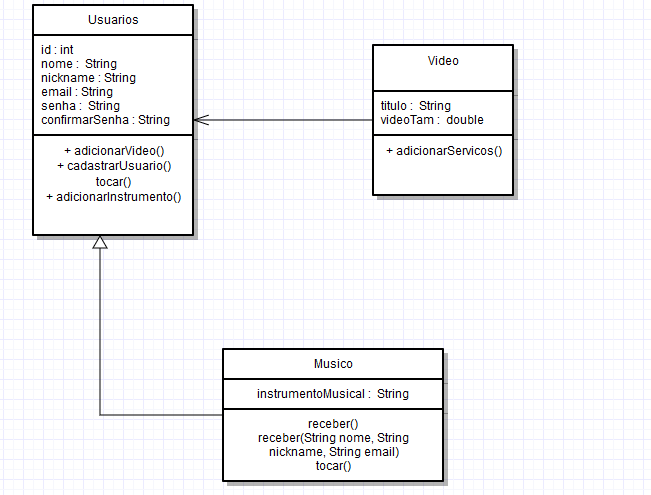 Usuarios
id : int
nome : String
nickname : String
email : String
senha : String
confirmarSenha : String
+ adicionarVideo()
+ cadastrarUsuario()
tocar()
+ adicionarInstrumento()
Video
titulo : String
videoTam : double
+ adicionarServicos()
Musico
instrumentoMusical : String
receber()
receber(String nome, String
nickname, String email)
tocar()